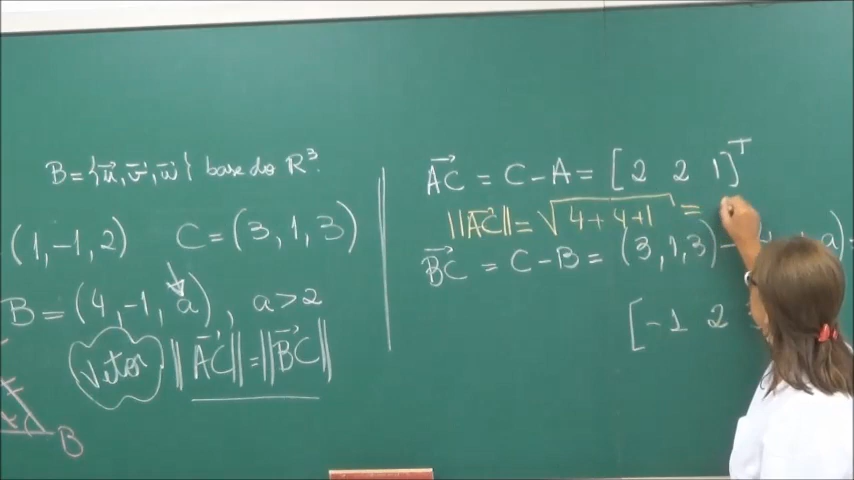 B = {u⃗, v⃗, w⃗} base do R³.
(1, -1, 2) C = (3, 1, 3)
B = (4, -1, a), a > 2
Vetor ||AC⃗|| = ||BC⃗||
B
AC⃗ = C - A = [2 2 1]ᵀ
||AC⃗|| = √4 + 4 + 1 =
BC⃗ = C - B = (3, 1, 3) - a) =
[-1 2